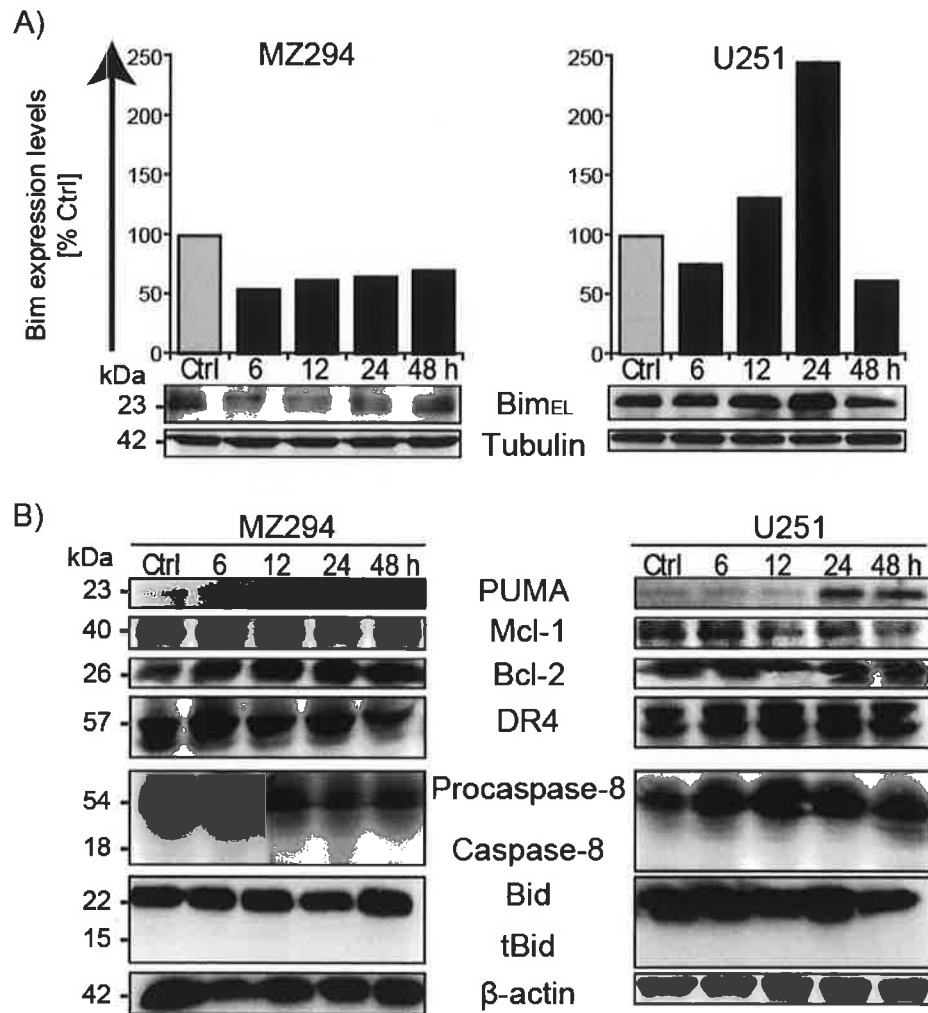 A)
MZ294
U251
Bim expression levels
[% Ctrl]
250
200
150
100
50
0
250
200
150
100
50
0
kDa
Ctrl 6 12 24 48 h
Ctrl 6 12 24 48 h
23
BimEL
42
Tubulin
B)
MZ294
U251
kDa
Ctrl 6 12 24 48 h
Ctrl 6 12 24 48 h
23
PUMA
40
Mcl-1
26
Bcl-2
57
DR4
54
Procaspase-8
18
Caspase-8
22
Bid
15
tBid
42
β-actin